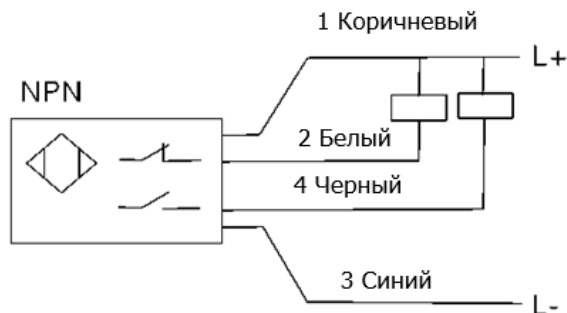 1 Коричневый
L+
NPN
2 Белый
4 Черный
3 Синий
L-